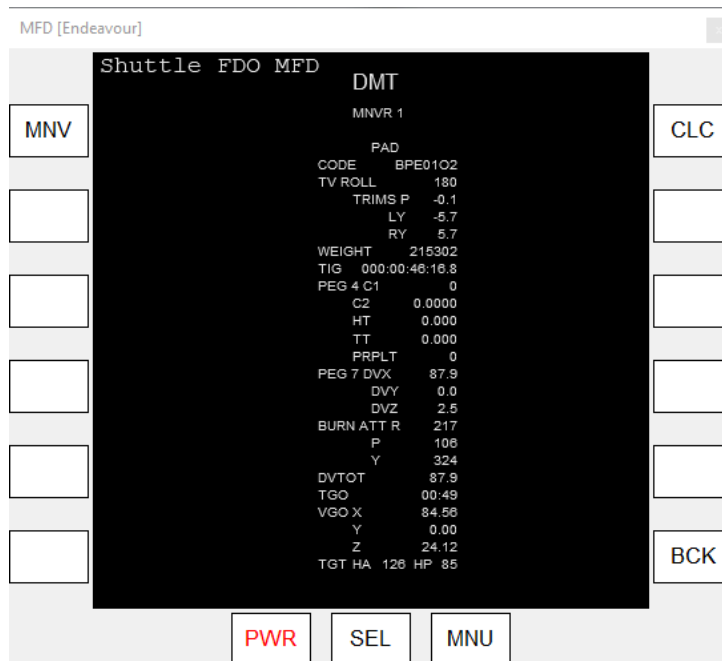 MFD [Endeavour]
Shuttle FDO MFD
DMT
MNVR 1
MNV
CLC
PAD
CODE BPE01O2
TV ROLL 180
TRIMS P -0.1
LY -5.7
RY 5.7
WEIGHT 215302
TIG 000:00:46:16.8
PEG 4 C1 0
C2 0.0000
HT 0.000
TT 0.000
PRPLT 0
PEG 7 DVX 87.9
DVY 0.0
DVZ 2.5
BURN ATT R 217
P 106
Y 324
DVTOT 87.9
TGO 00:49
VGO X 84.56
Y 0.00
Z 24.12
TGT HA 126 HP 85
BCK
PWR SEL MNU